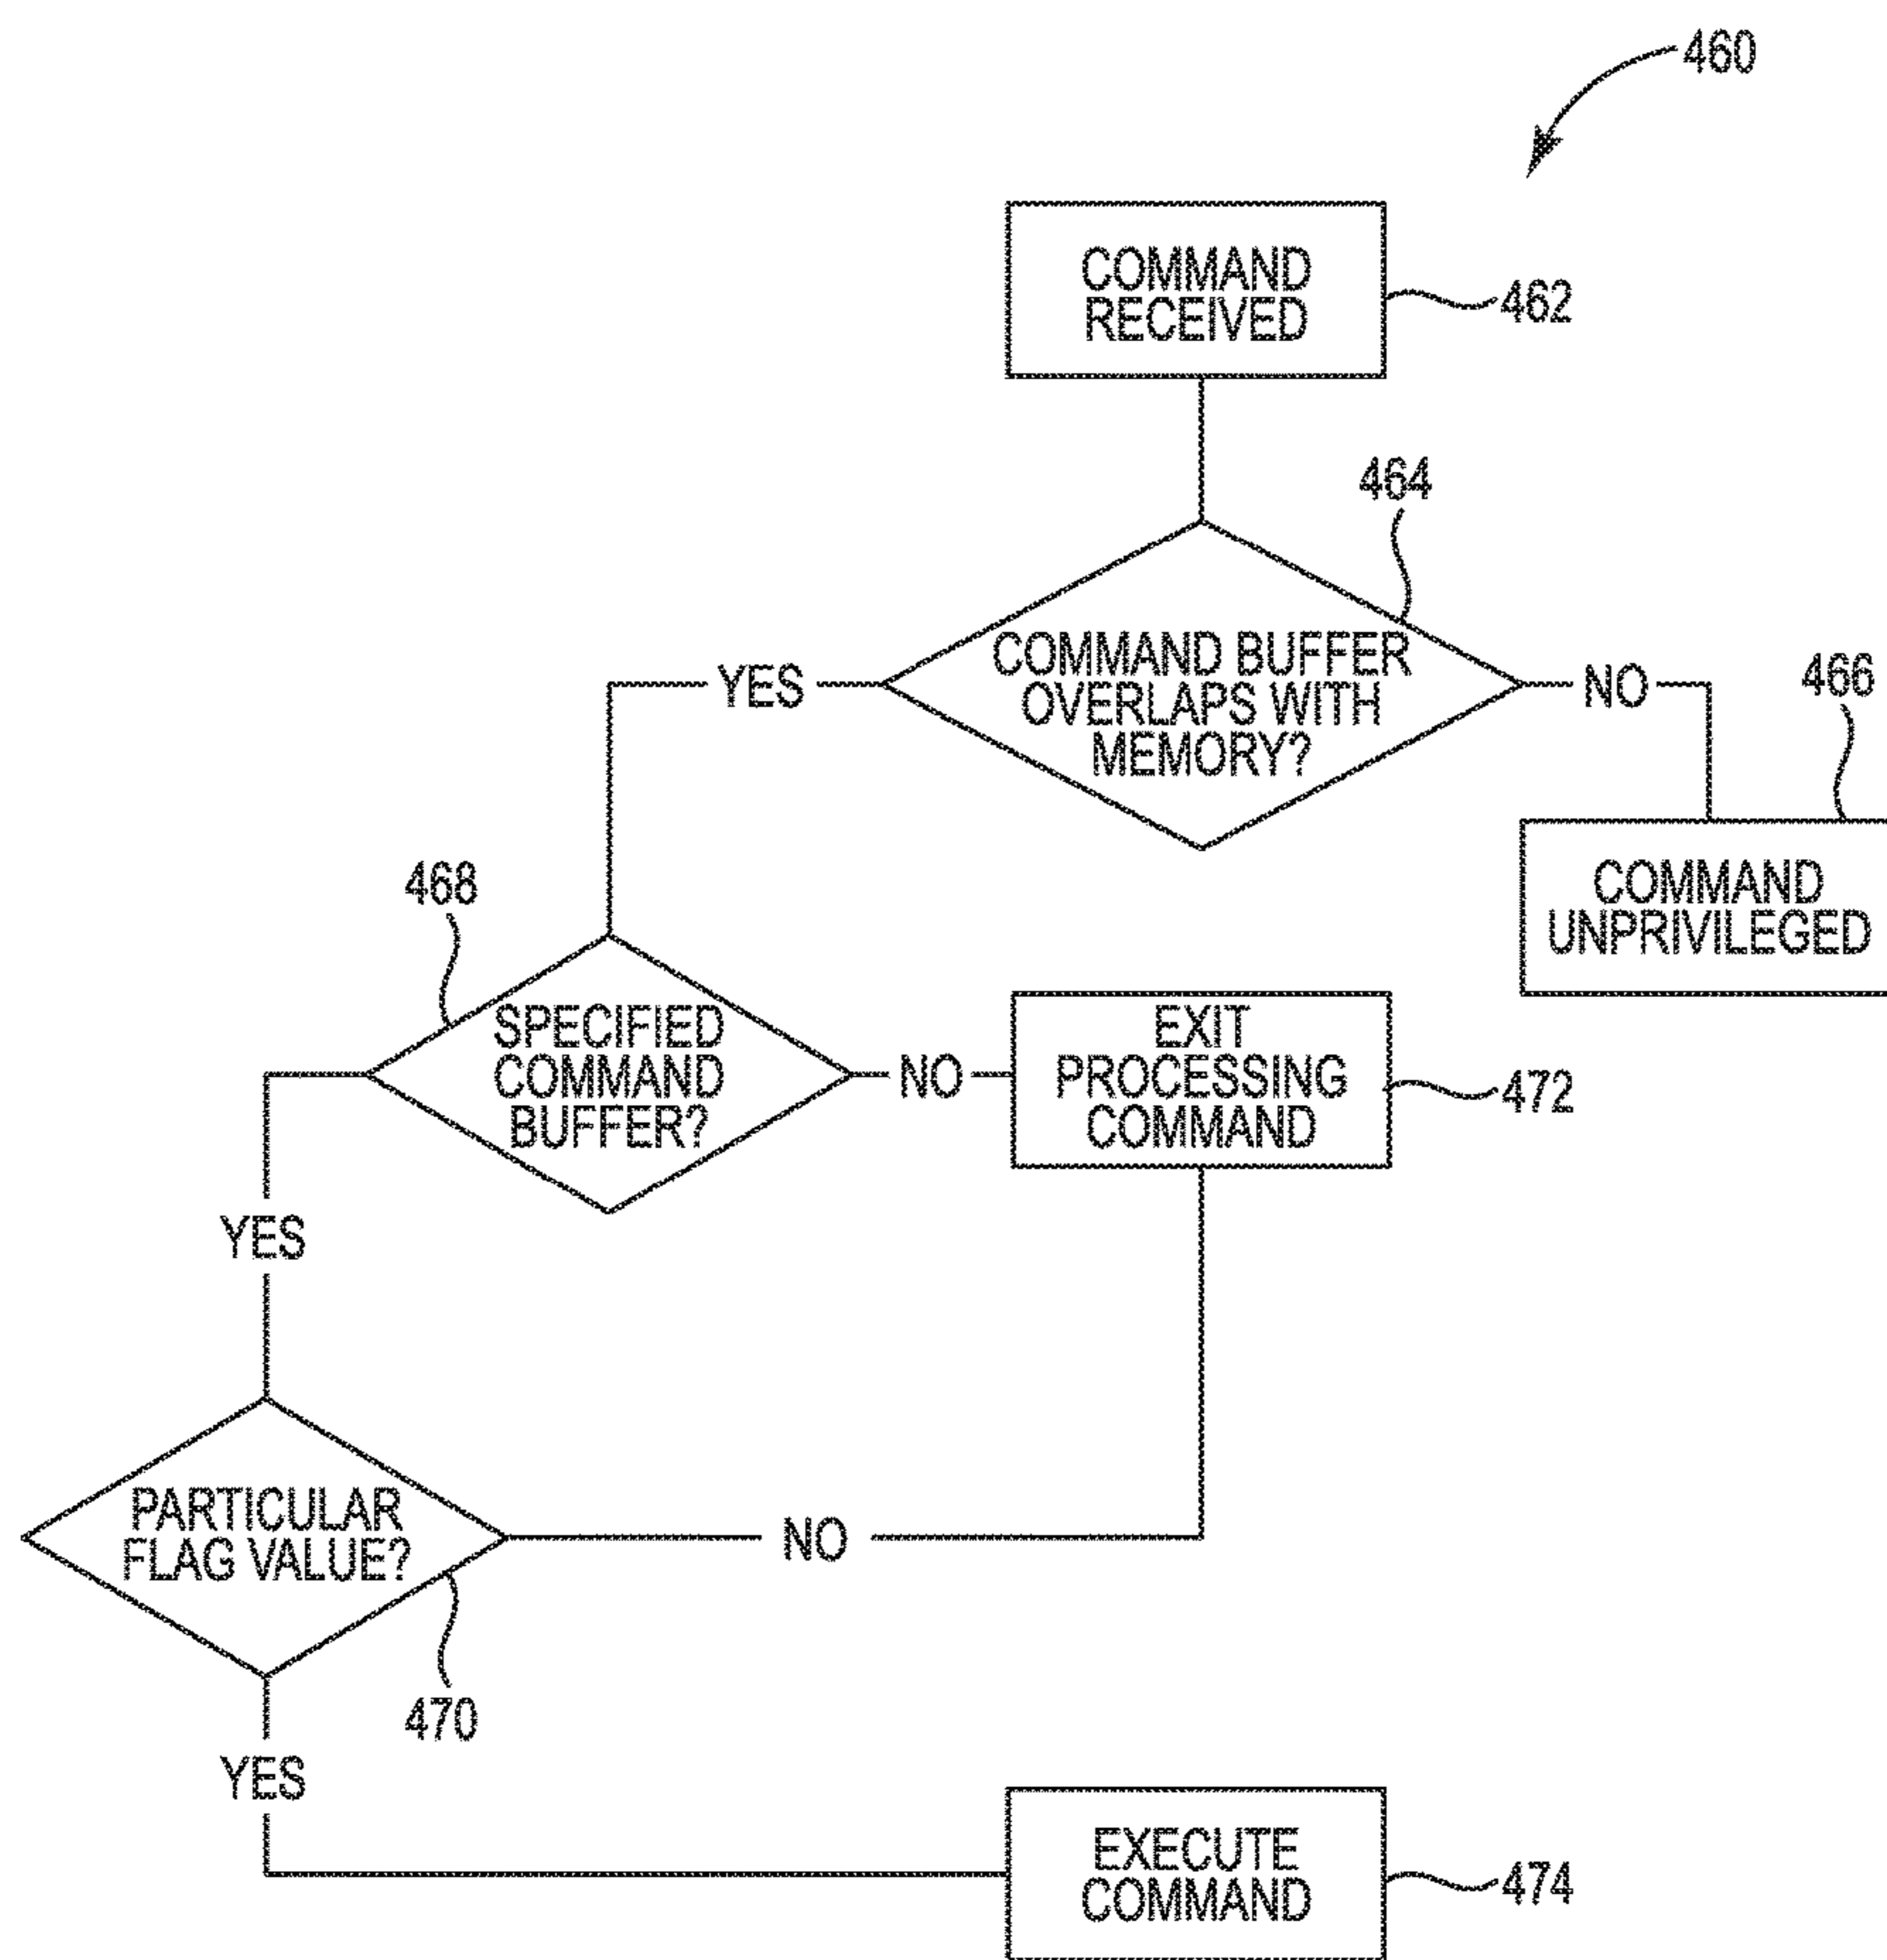 460
COMMAND
RECEIVED
462
464
COMMAND BUFFER
OVERLAPS WITH
MEMORY?
YES
NO
466
COMMAND
UNPRIVILEGED
468
SPECIFIED
COMMAND
BUFFER?
NO
EXIT
PROCESSING
COMMAND
472
YES
PARTICULAR
FLAG VALUE?
NO
470
YES
EXECUTE
COMMAND
474